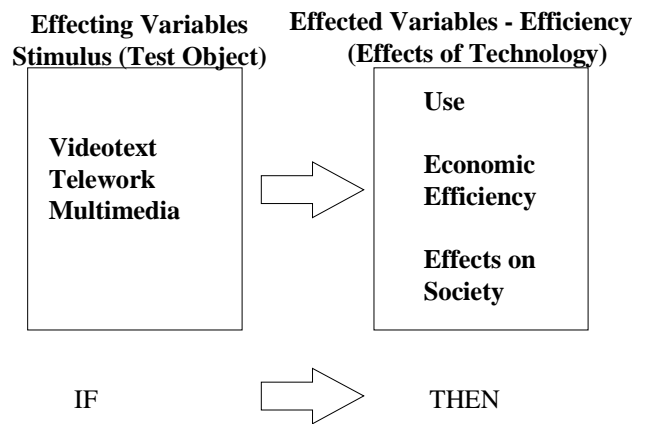 Effecting Variables
Stimulus (Test Object)
Effected Variables - Efficiency
(Effects of Technology)
Videotext
Telework
Multimedia
Use
Economic
Efficiency
Effects on
Society
IF
THEN